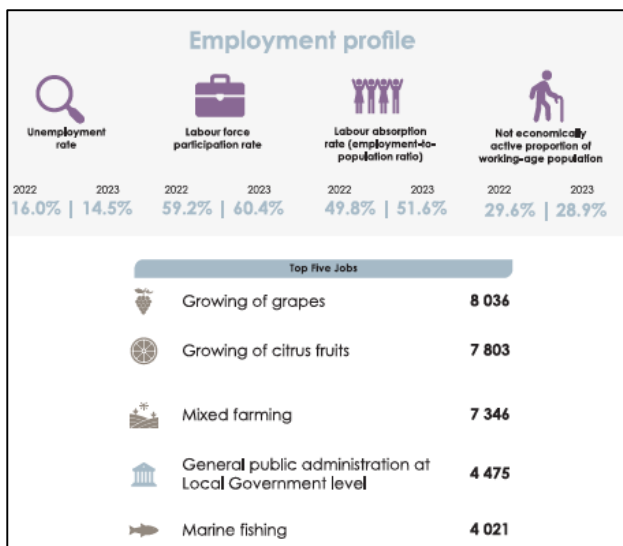 Employment profile
Unemployment
rate
Labour force
participation rate
Labour absorption
rate (employment-to-
population ratio)
Not economically
active proportion of
working-age population
2022 2023
16.0% | 14.5%
2022 2023
59.2% | 60.4%
2022 2023
49.8% | 51.6%
2022 2023
29.6% | 28.9%
Top Five Jobs
Growing of grapes 8 036
Growing of citrus fruits 7 803
Mixed farming 7 346
General public administration at
Local Government level 4 475
Marine fishing 4 021